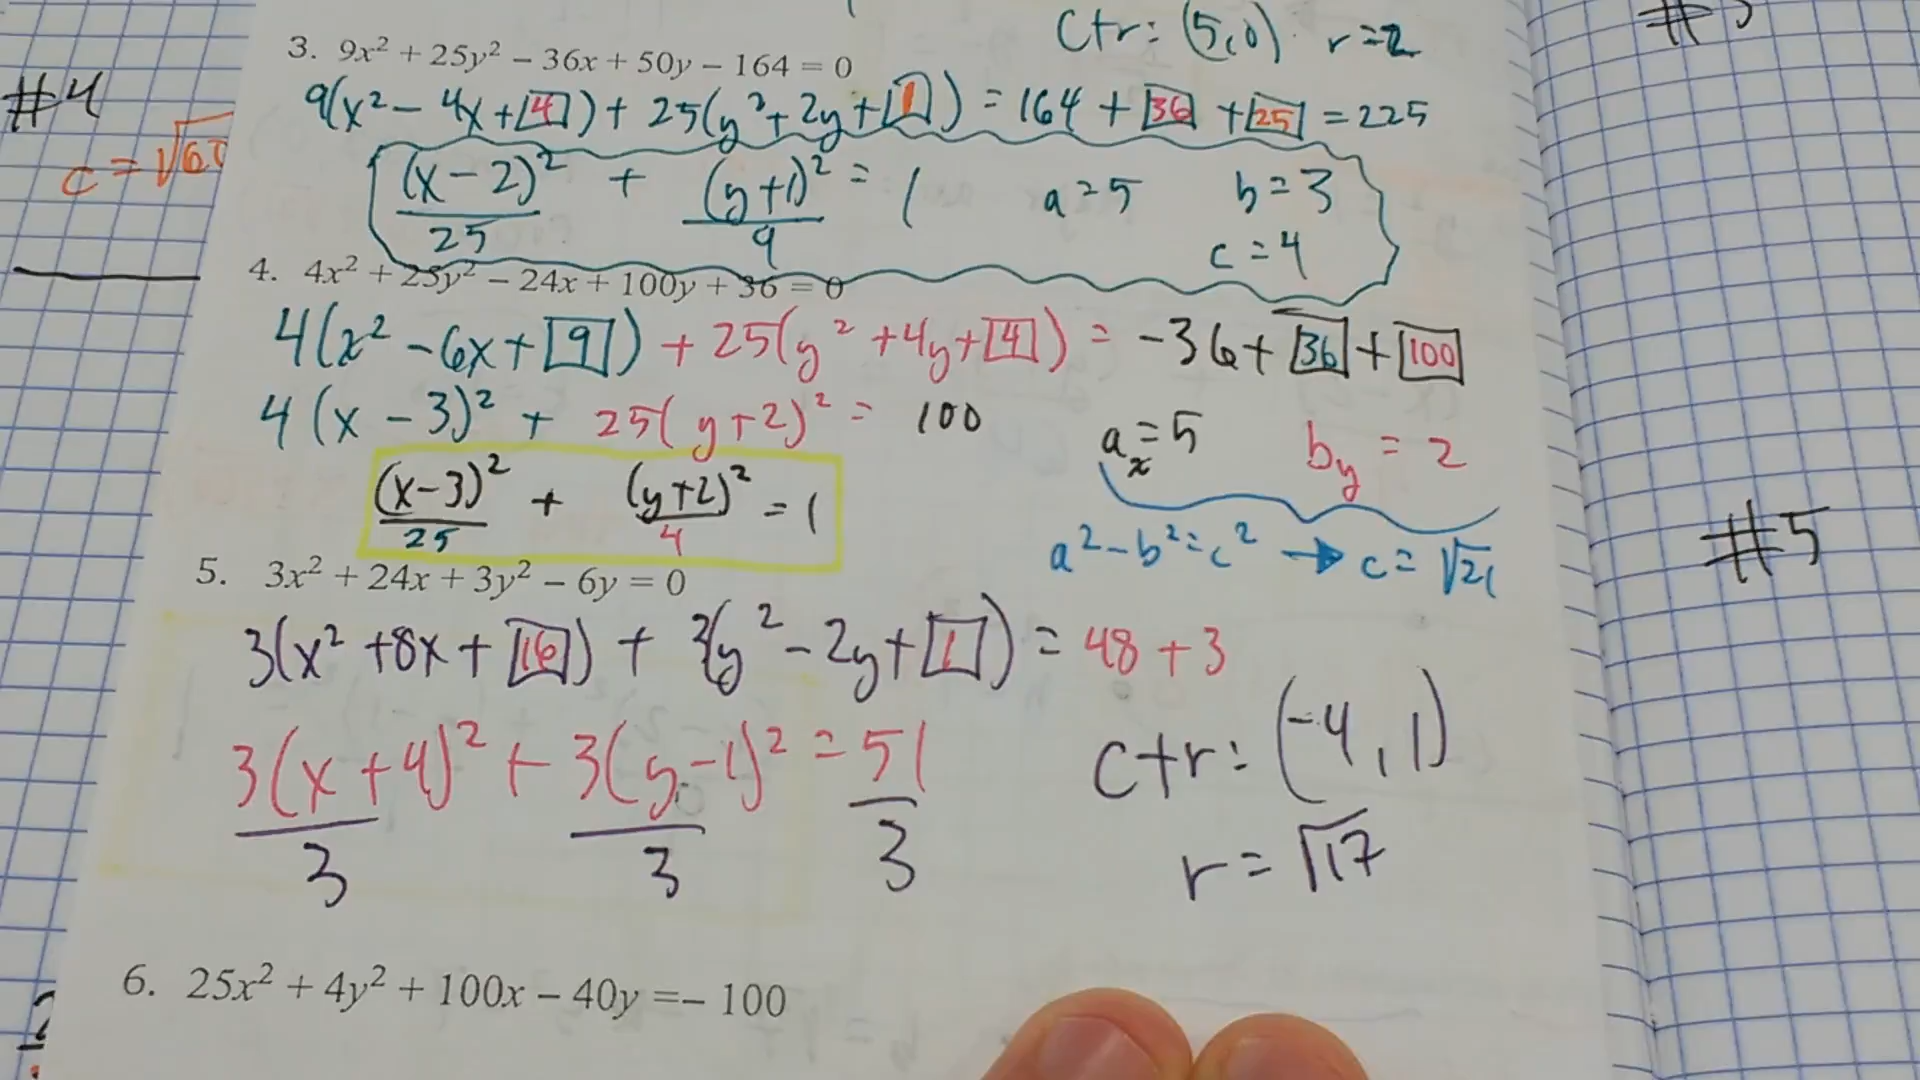 Ctr: (5,0) r=2
3. 9x² + 25y² − 36x + 50y − 164 = 0
#4
9(x² − 4x + 4) + 25(y² + 2y + 1) = 164 + 36 + 25 = 225
(x−2)²/25 + (y+1)²/9 = 1 a=5 b=3
c=4
4. 4x² + 25y² − 24x + 100y + 36 = 0
4(x² − 6x + 9) + 25(y² + 4y + 4) = −36 + 36 + 100
4(x − 3)² + 25(y+2)² = 100
aₓ=5 b_y = 2
(x−3)²/25 + (y+2)²/4 = 1
a² − b² = c² → c = √21
#5
5. 3x² + 24x + 3y² − 6y = 0
3(x² + 8x + 16) + 3(y² − 2y + 1) = 48 + 3
3(x+4)²/3 + 3(y−1)²/3 = 51/3
ctr: (−4, 1)
r = √17
6. 25x² + 4y² + 100x − 40y =− 100